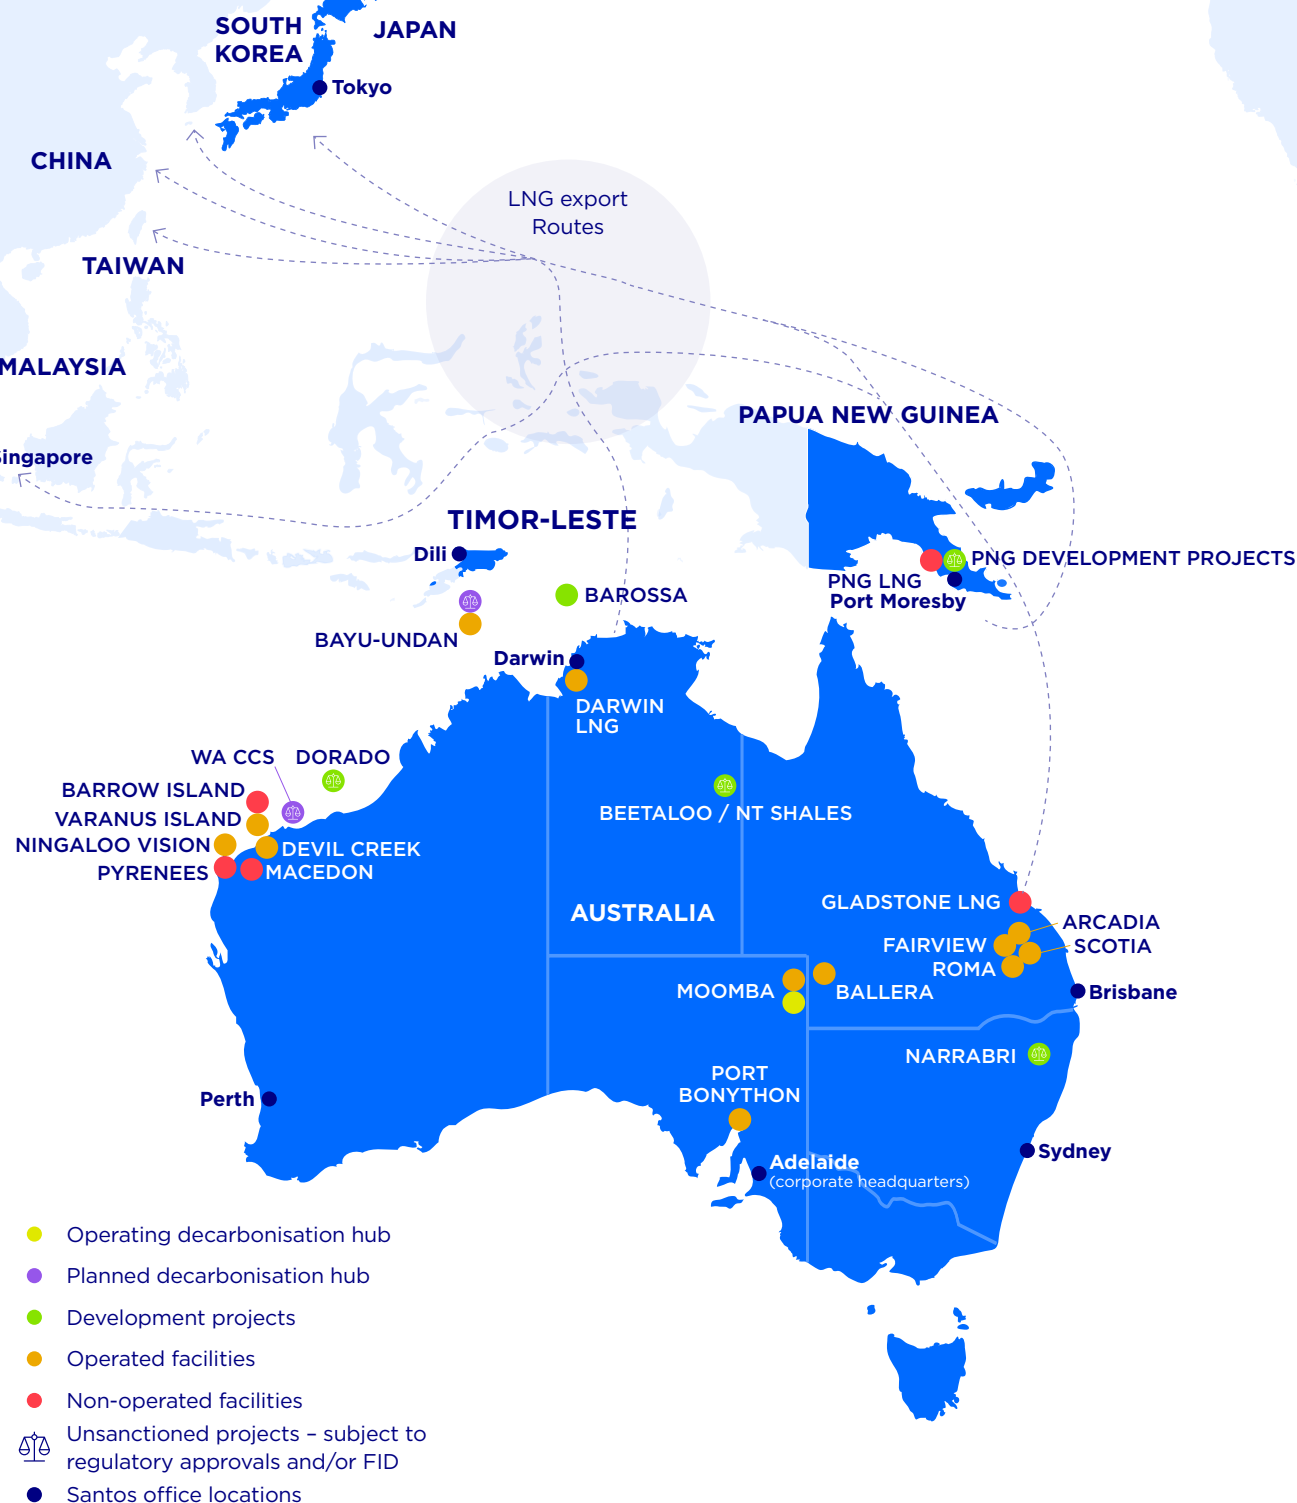 SOUTH
KOREA
JAPAN
Tokyo
CHINA
LNG export
Routes
TAIWAN
MALAYSIA
PAPUA NEW GUINEA
ingapore
TIMOR-LESTE
Dili
PNG DEVELOPMENT PROJECTS
PNG LNG
Port Moresby
BAROSSA
BAYU-UNDAN
Darwin
DARWIN
LNG
WA CCS
DORADO
BARROW ISLAND
VARANUS ISLAND
NINGALOO VISION
DEVIL CREEK
PYRENEES
MACEDON
BEETALOO / NT SHALES
AUSTRALIA
GLADSTONE LNG
ARCADIA
FAIRVIEW
SCOTIA
ROMA
MOOMBA
BALLERA
Brisbane
NARRABRI
PORT
BONYTHON
Perth
Sydney
Adelaide
(corporate headquarters)
Operating decarbonisation hub
Planned decarbonisation hub
Development projects
Operated facilities
Non-operated facilities
Unsanctioned projects – subject to
regulatory approvals and/or FID
Santos office locations